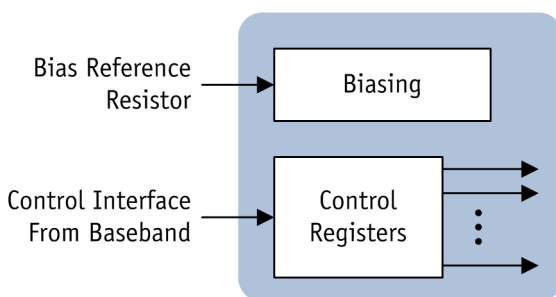 Bias Reference
Resistor
Biasing
Control Interface
From Baseband
Control
Registers